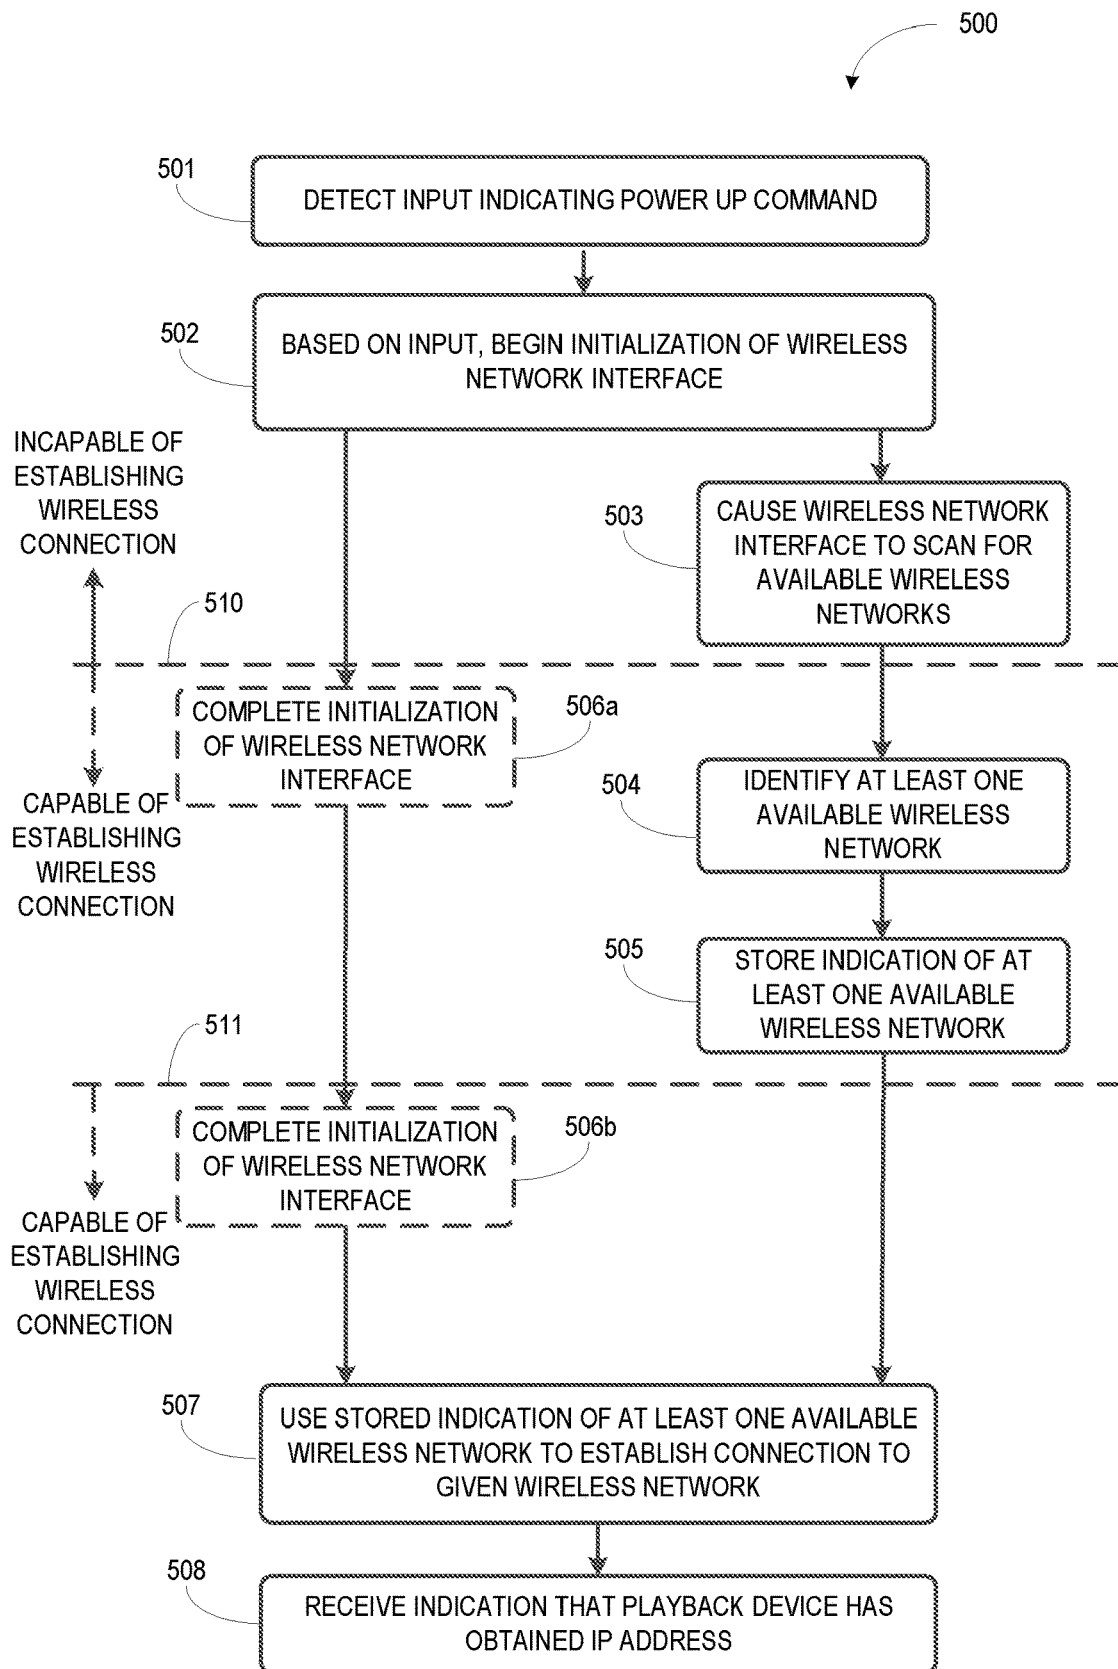 500
501
DETECT INPUT INDICATING POWER UP COMMAND
502
BASED ON INPUT, BEGIN INITIALIZATION OF WIRELESS
NETWORK INTERFACE
INCAPABLE OF
ESTABLISHING
WIRELESS
CONNECTION
503
CAUSE WIRELESS NETWORK
INTERFACE TO SCAN FOR
AVAILABLE WIRELESS
NETWORKS
510
COMPLETE INITIALIZATION
OF WIRELESS NETWORK
INTERFACE
506a
CAPABLE OF
ESTABLISHING
WIRELESS
CONNECTION
504
IDENTIFY AT LEAST ONE
AVAILABLE WIRELESS
NETWORK
505
STORE INDICATION OF AT
LEAST ONE AVAILABLE
WIRELESS NETWORK
511
COMPLETE INITIALIZATION
OF WIRELESS NETWORK
INTERFACE
506b
CAPABLE OF
ESTABLISHING
WIRELESS
CONNECTION
507
USE STORED INDICATION OF AT LEAST ONE AVAILABLE
WIRELESS NETWORK TO ESTABLISH CONNECTION TO
GIVEN WIRELESS NETWORK
508
RECEIVE INDICATION THAT PLAYBACK DEVICE HAS
OBTAINED IP ADDRESS